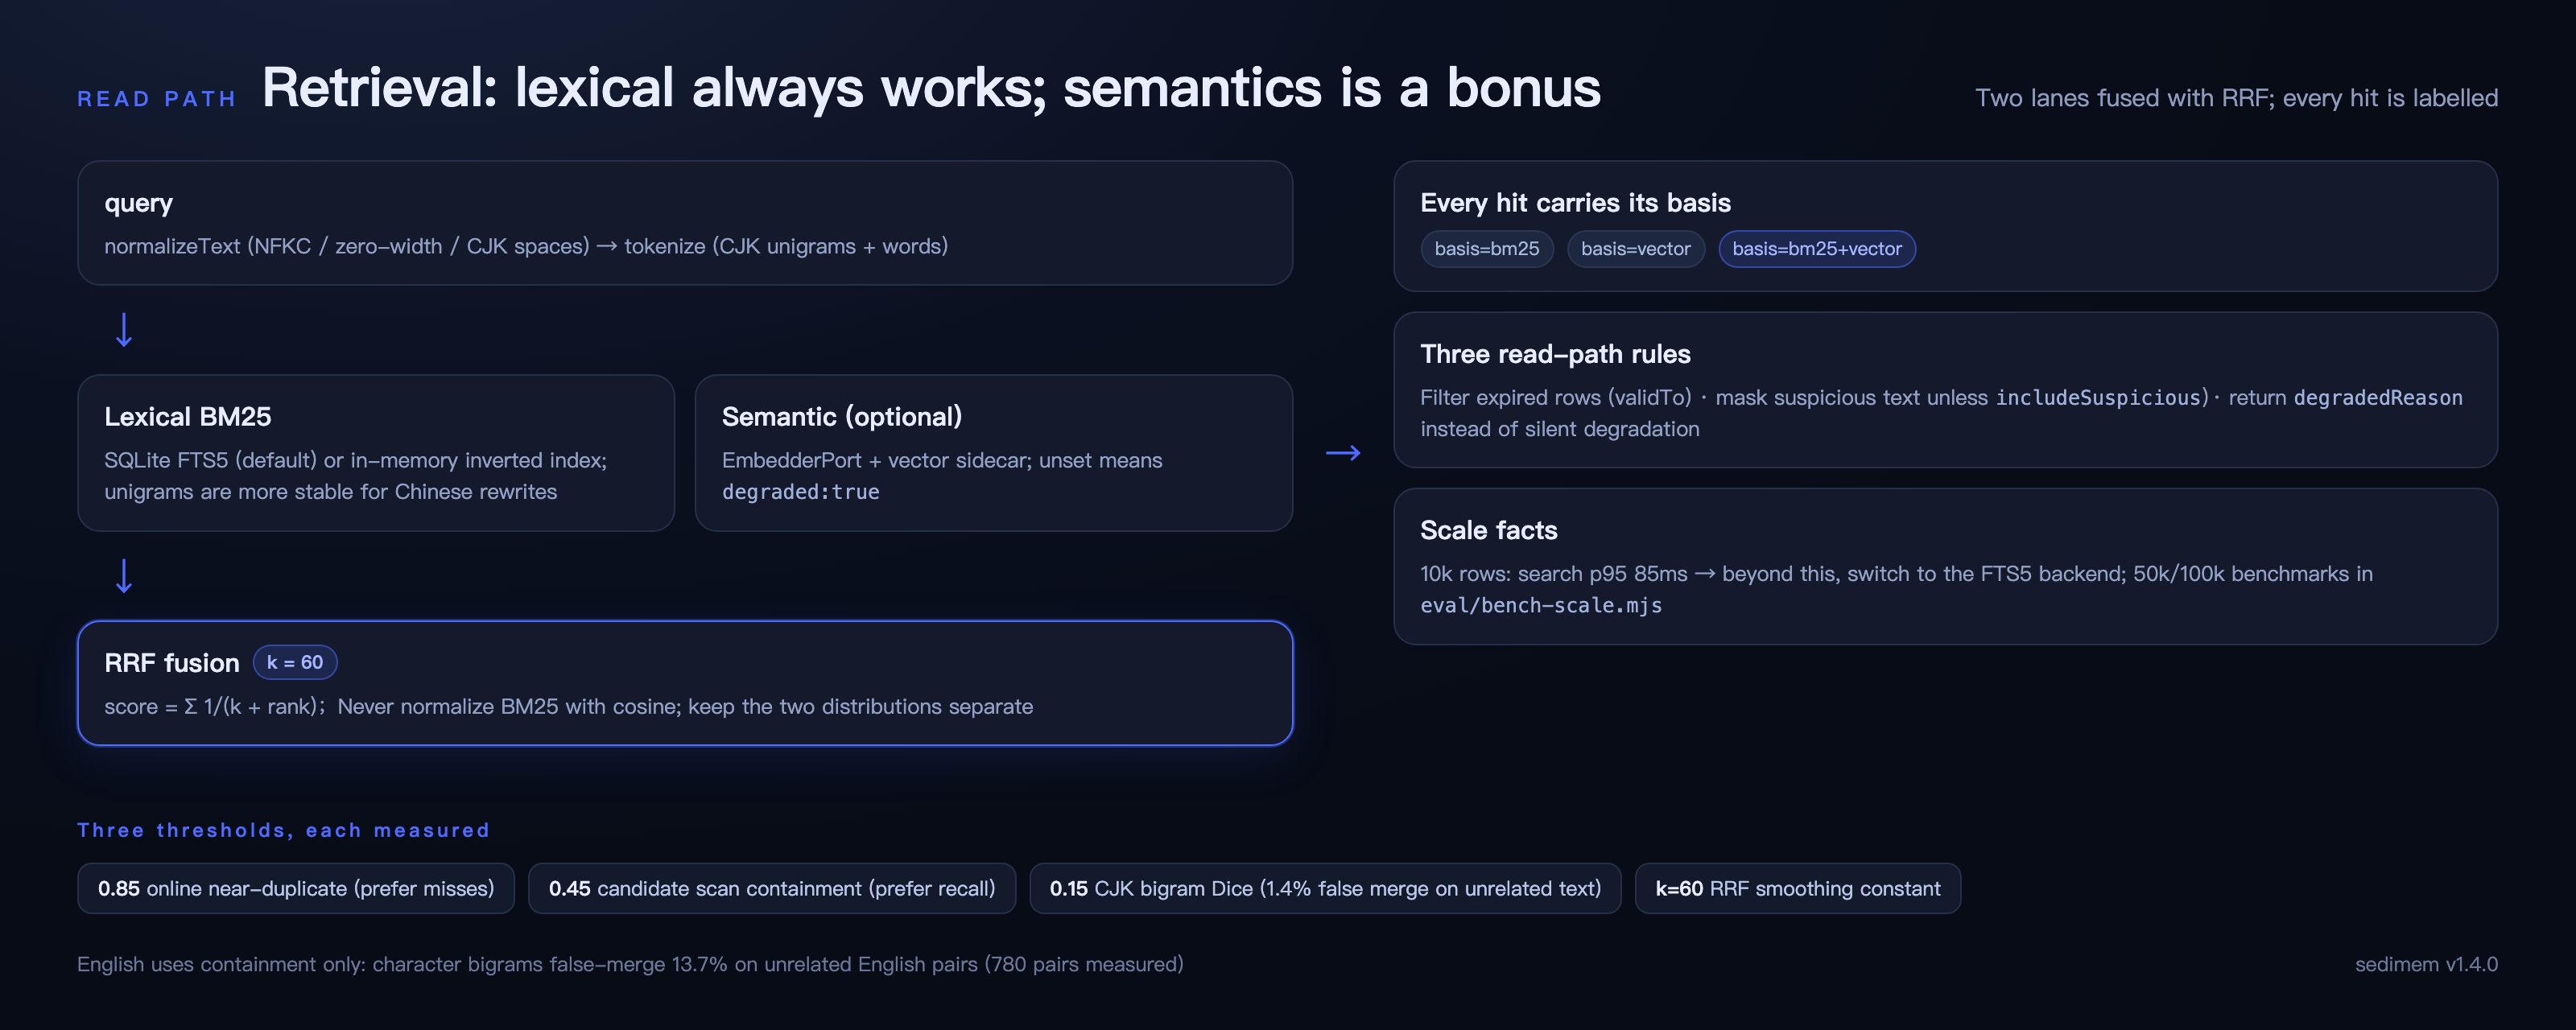 READ PATH Retrieval: lexical always works; semantics is a bonus
Two lanes fused with RRF; every hit is labelled
query
normalizeText (NFKC / zero-width / CJK spaces) → tokenize (CJK unigrams + words)
↓
Lexical BM25
SQLite FTS5 (default) or in-memory inverted index;
unigrams are more stable for Chinese rewrites
Semantic (optional)
EmbedderPort + vector sidecar; unset means
degraded:true
↓
RRF fusion k = 60
score = Σ 1/(k + rank); Never normalize BM25 with cosine; keep the two distributions separate
→
Every hit carries its basis
basis=bm25 basis=vector basis=bm25+vector
Three read-path rules
Filter expired rows (validTo) · mask suspicious text unless includeSuspicious) · return degradedReason
instead of silent degradation
Scale facts
10k rows: search p95 85ms → beyond this, switch to the FTS5 backend; 50k/100k benchmarks in
eval/bench-scale.mjs
Three thresholds, each measured
0.85 online near-duplicate (prefer misses)
0.45 candidate scan containment (prefer recall)
0.15 CJK bigram Dice (1.4% false merge on unrelated text)
k=60 RRF smoothing constant
English uses containment only: character bigrams false-merge 13.7% on unrelated English pairs (780 pairs measured)
sedimem v1.4.0